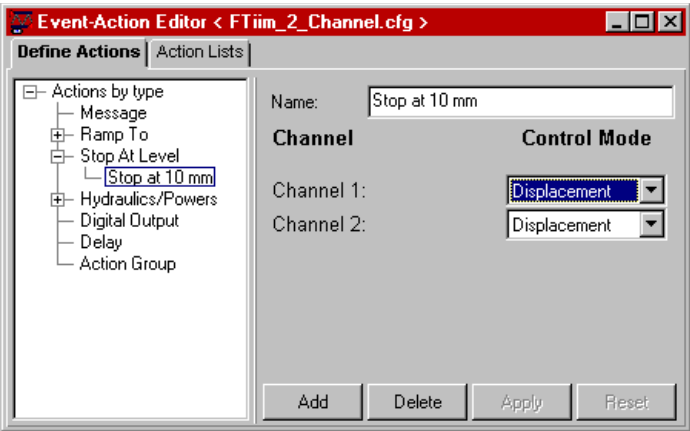 Event-Action Editor < FTiim_2_Channel.cfg >
Define Actions Action Lists
Actions by type
Message
Ramp To
Stop At Level
Stop at 10 mm
Hydraulics/Powers
Digital Output
Delay
Action Group
Name: Stop at 10 mm
Channel Control Mode
Channel 1: Displacement
Channel 2: Displacement
Add Delete Apply Reset